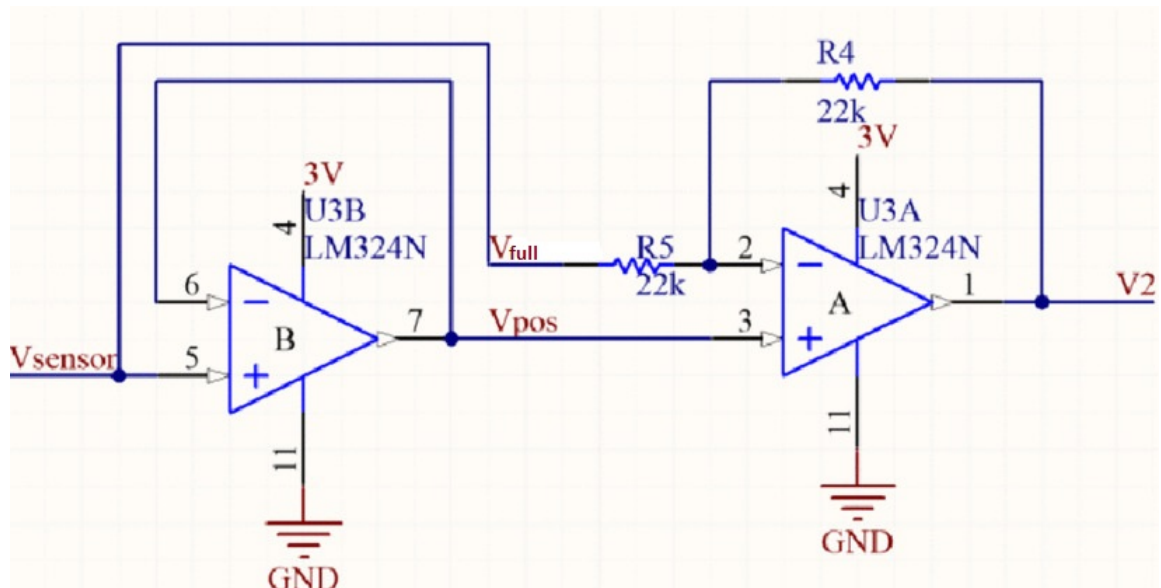 R4
22k
3V
4
U3A
LM324N
3V
4
U3B
LM324N
Vfull
R5
22k
2
6
−
−
A
1
V2
B
7
Vpos
3
+
Vsensor
5
+
11
11
GND
GND